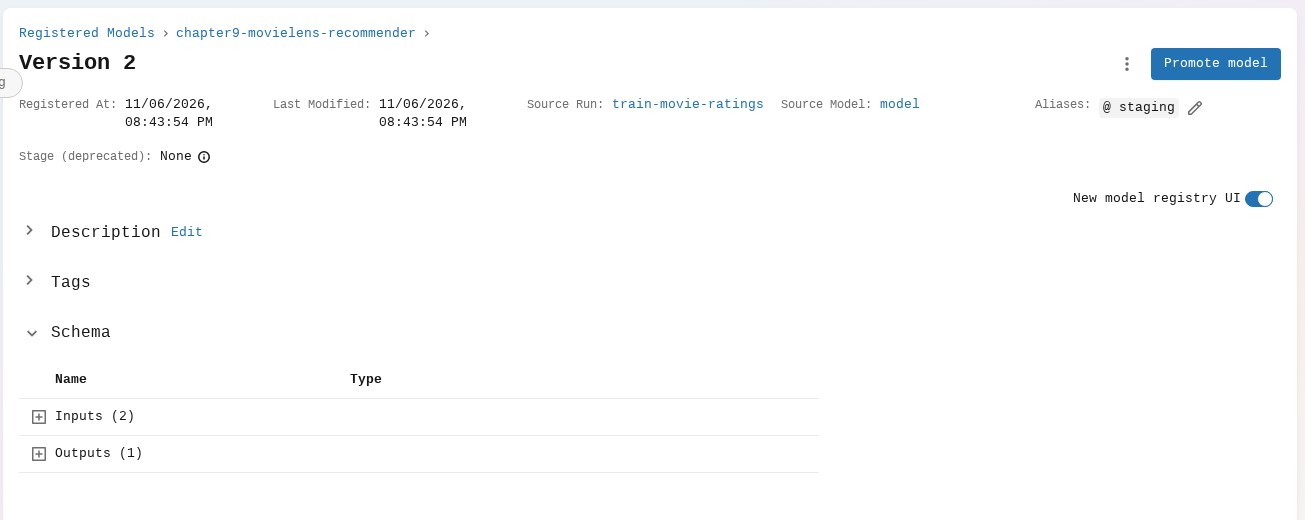 Registered Models › chapter9-movielens-recommender ›
Version 2
Promote model
g
Registered At: 11/06/2026, 08:43:54 PM
Last Modified: 11/06/2026, 08:43:54 PM
Source Run: train-movie-ratings
Source Model: model
Aliases: @ staging
Stage (deprecated): None
New model registry UI
Description Edit
Tags
Schema
Name Type
Inputs (2)
Outputs (1)